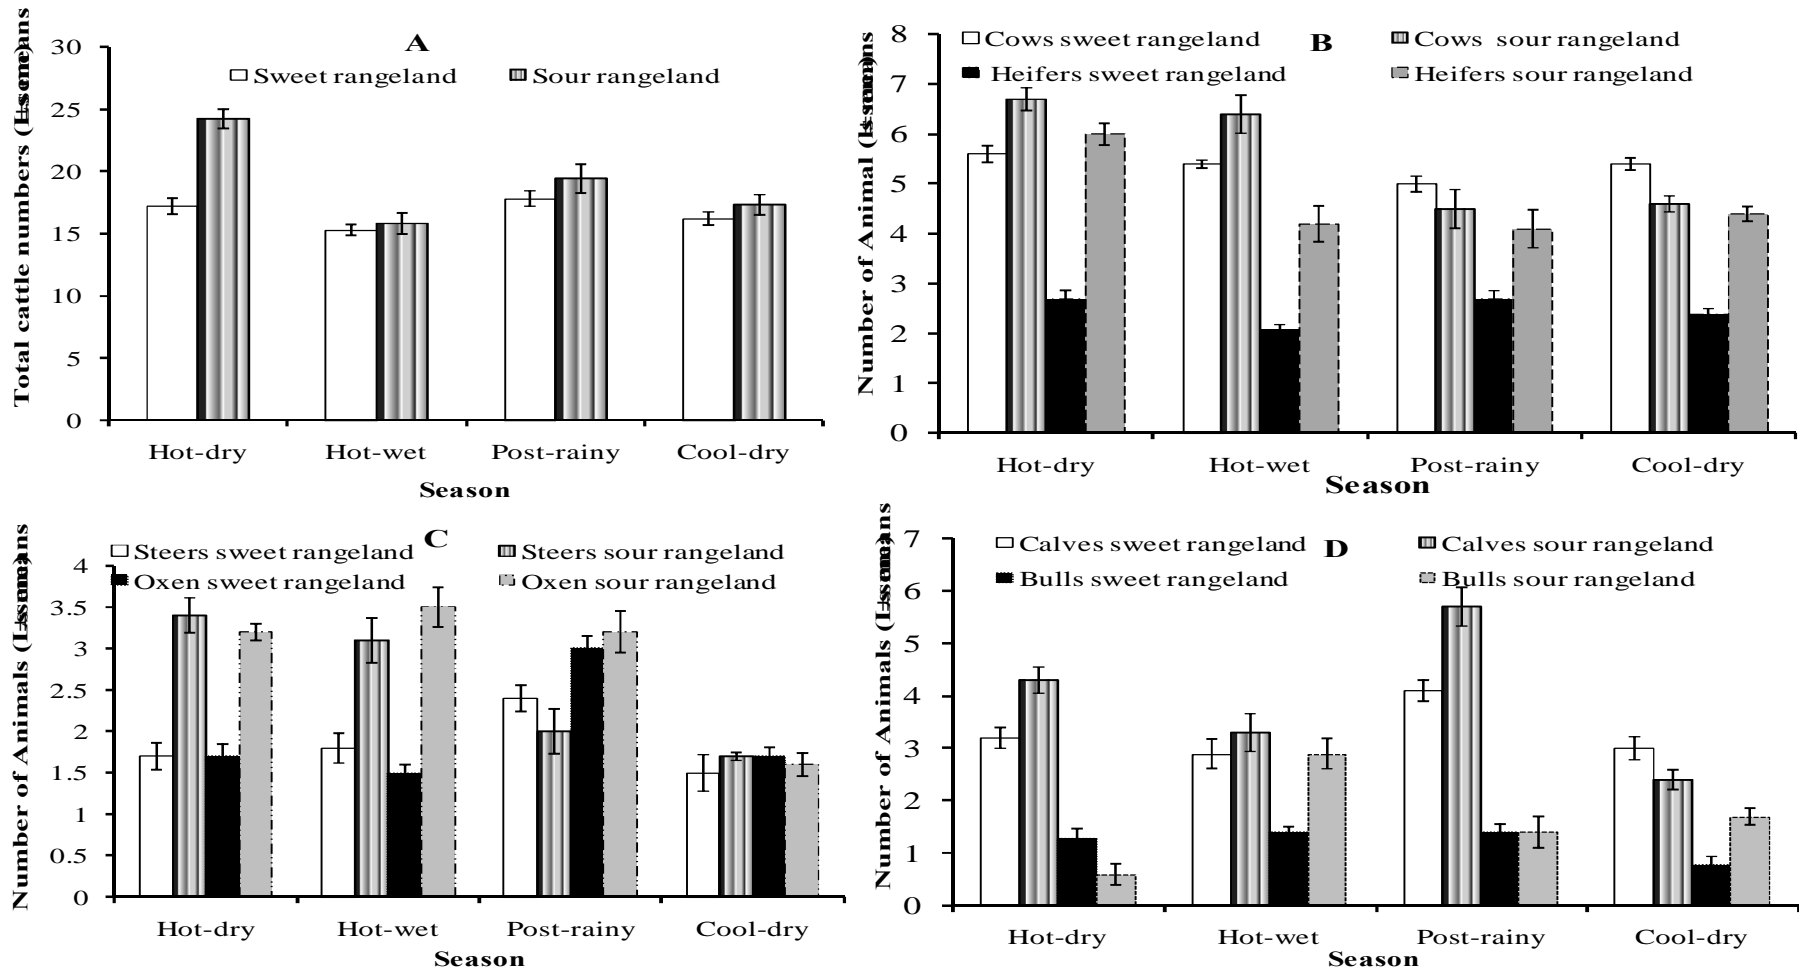 A
Total cattle numbers
30
25
20
15
10
5
0
Sweet rangeland
Sour rangeland
Hot-dry
Hot-wet
Post-rainy
Cool-dry
Season
B
Number of Animal
8
7
6
5
4
3
2
1
0
Cows sweet rangeland
Cows sour rangeland
Heifers sweet rangeland
Heifers sour rangeland
Hot-dry
Hot-wet
Post-rainy
Cool-dry
Season
C
Number of Animals
4
3.5
3
2.5
2
1.5
1
0.5
0
Steers sweet rangeland
Steers sour rangeland
Oxen sweet rangeland
Oxen sour rangeland
Hot-dry
Hot-wet
Post-rainy
Cool-dry
Season
D
Number of Animals
7
6
5
4
3
2
1
0
Calves sweet rangeland
Calves sour rangeland
Bulls sweet rangeland
Bulls sour rangeland
Hot-dry
Hot-wet
Post-rainy
Cool-dry
Season